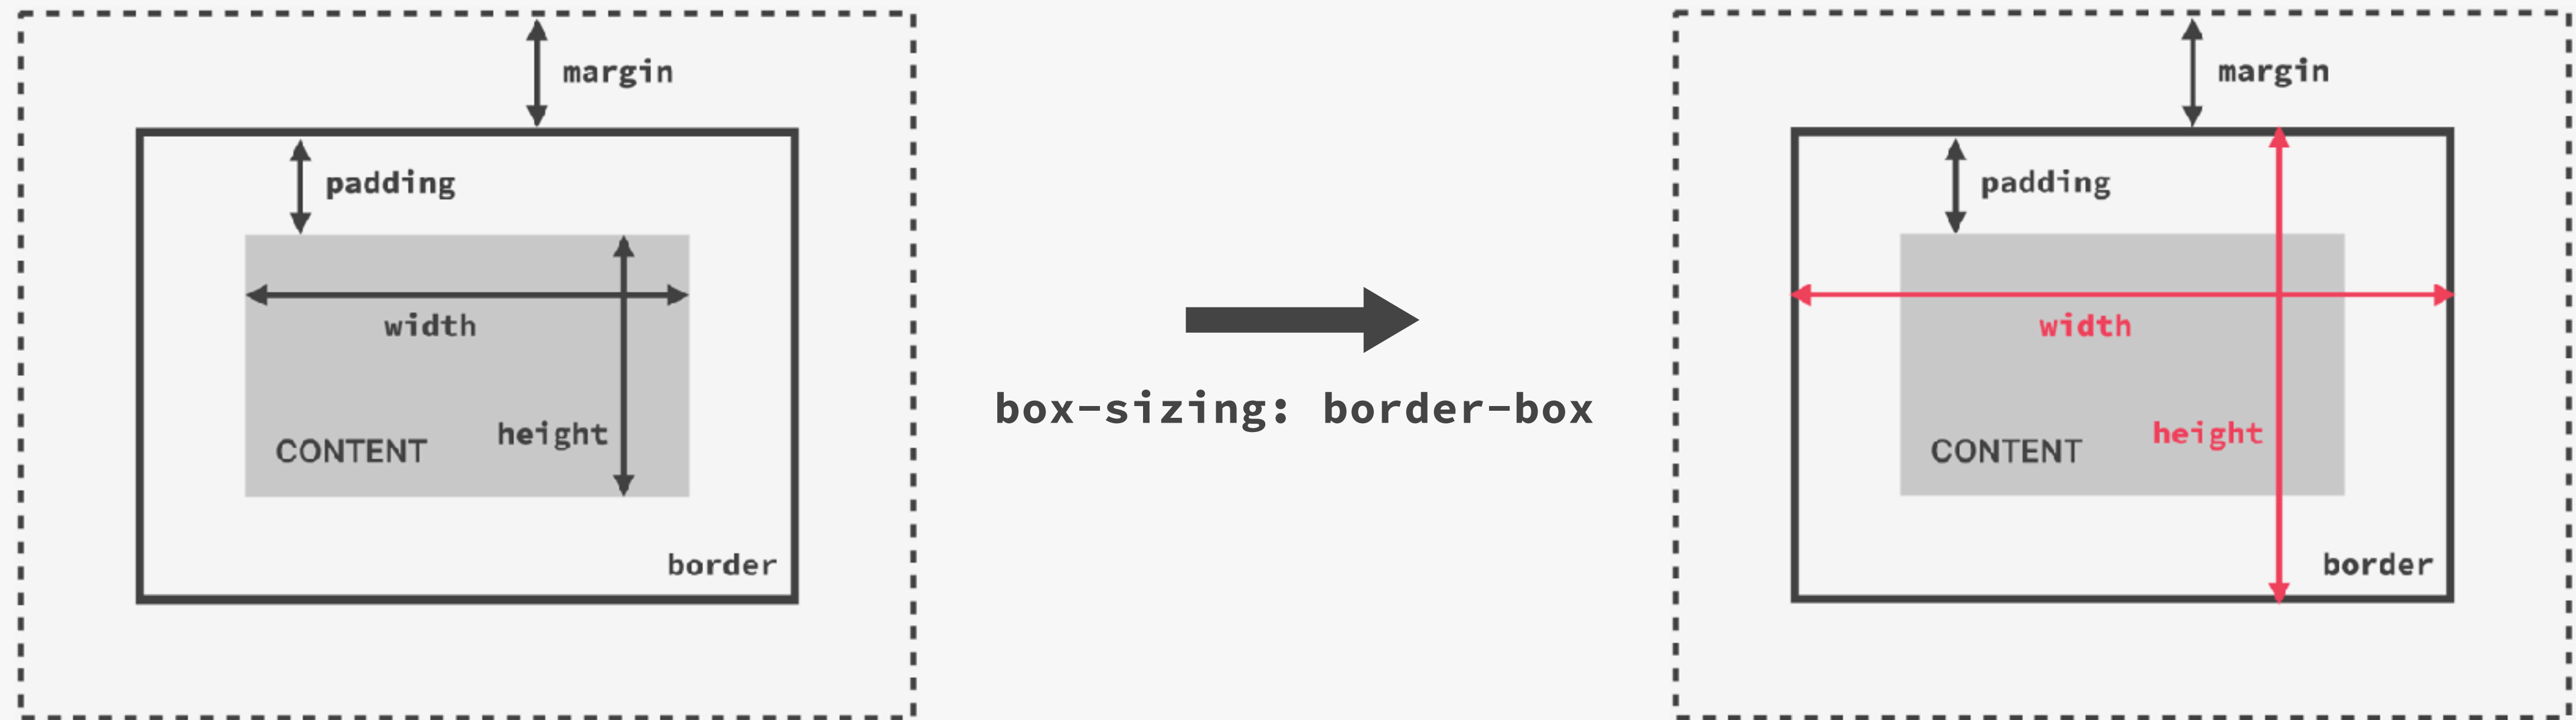 margin
padding
width
height
CONTENT
border
box-sizing: border-box
margin
padding
width
height
CONTENT
border